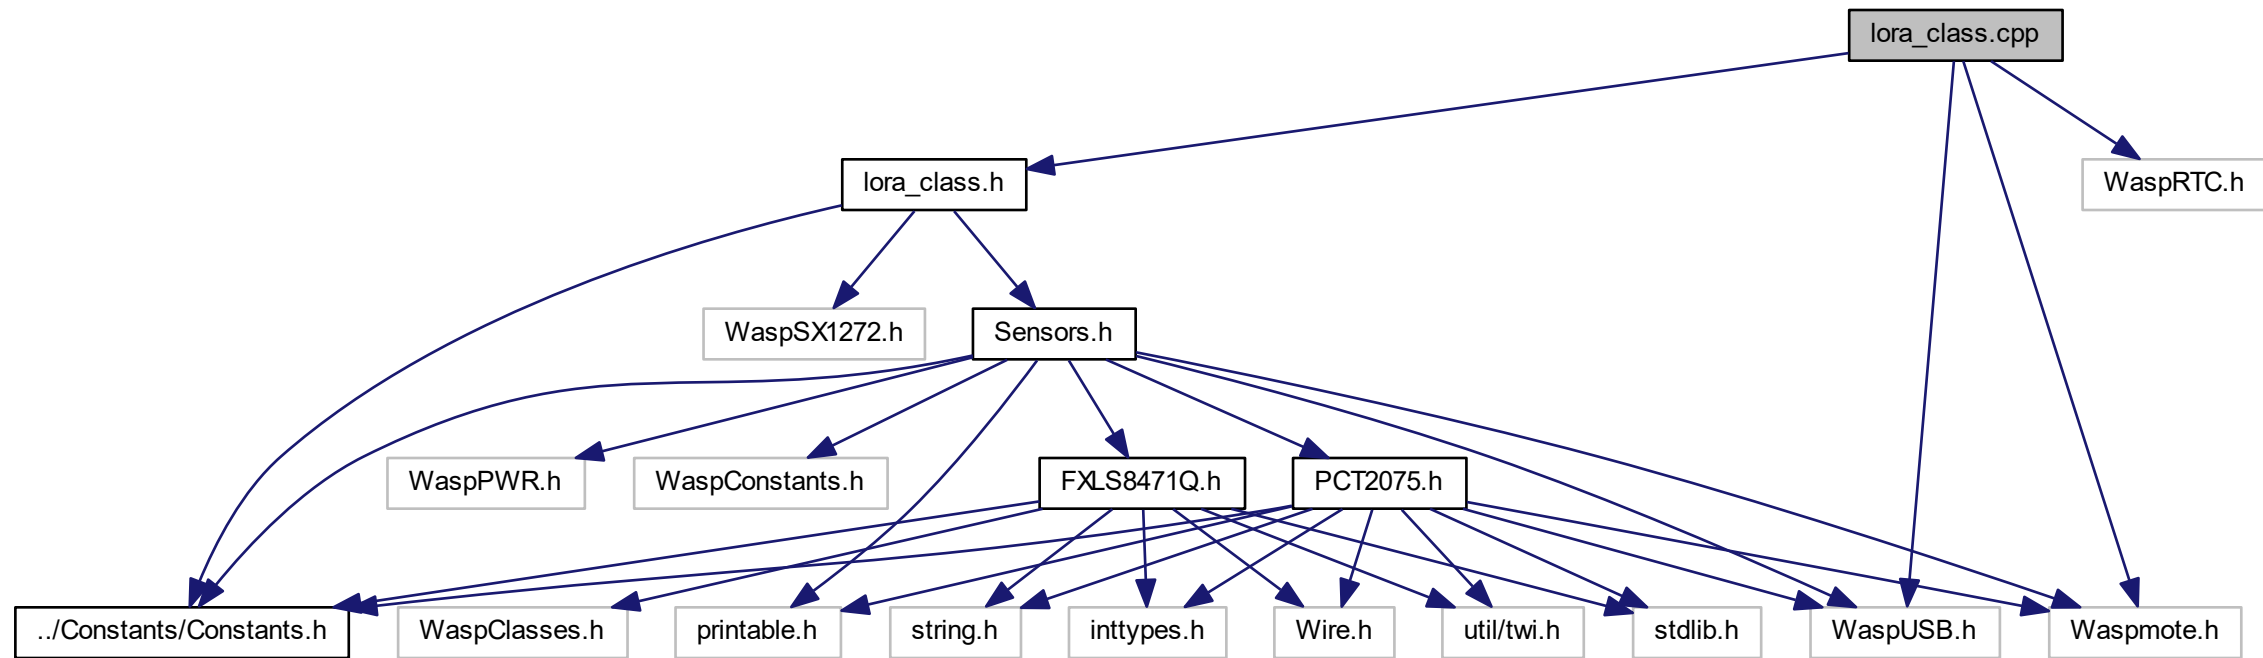 lora_class.cpp
lora_class.h
WaspRTC.h
WaspSX1272.h
Sensors.h
WaspPWR.h
WaspConstants.h
FXLS8471Q.h
PCT2075.h
../Constants/Constants.h
WaspClasses.h
printable.h
string.h
inttypes.h
Wire.h
util/twi.h
stdlib.h
WaspUSB.h
Waspmote.h